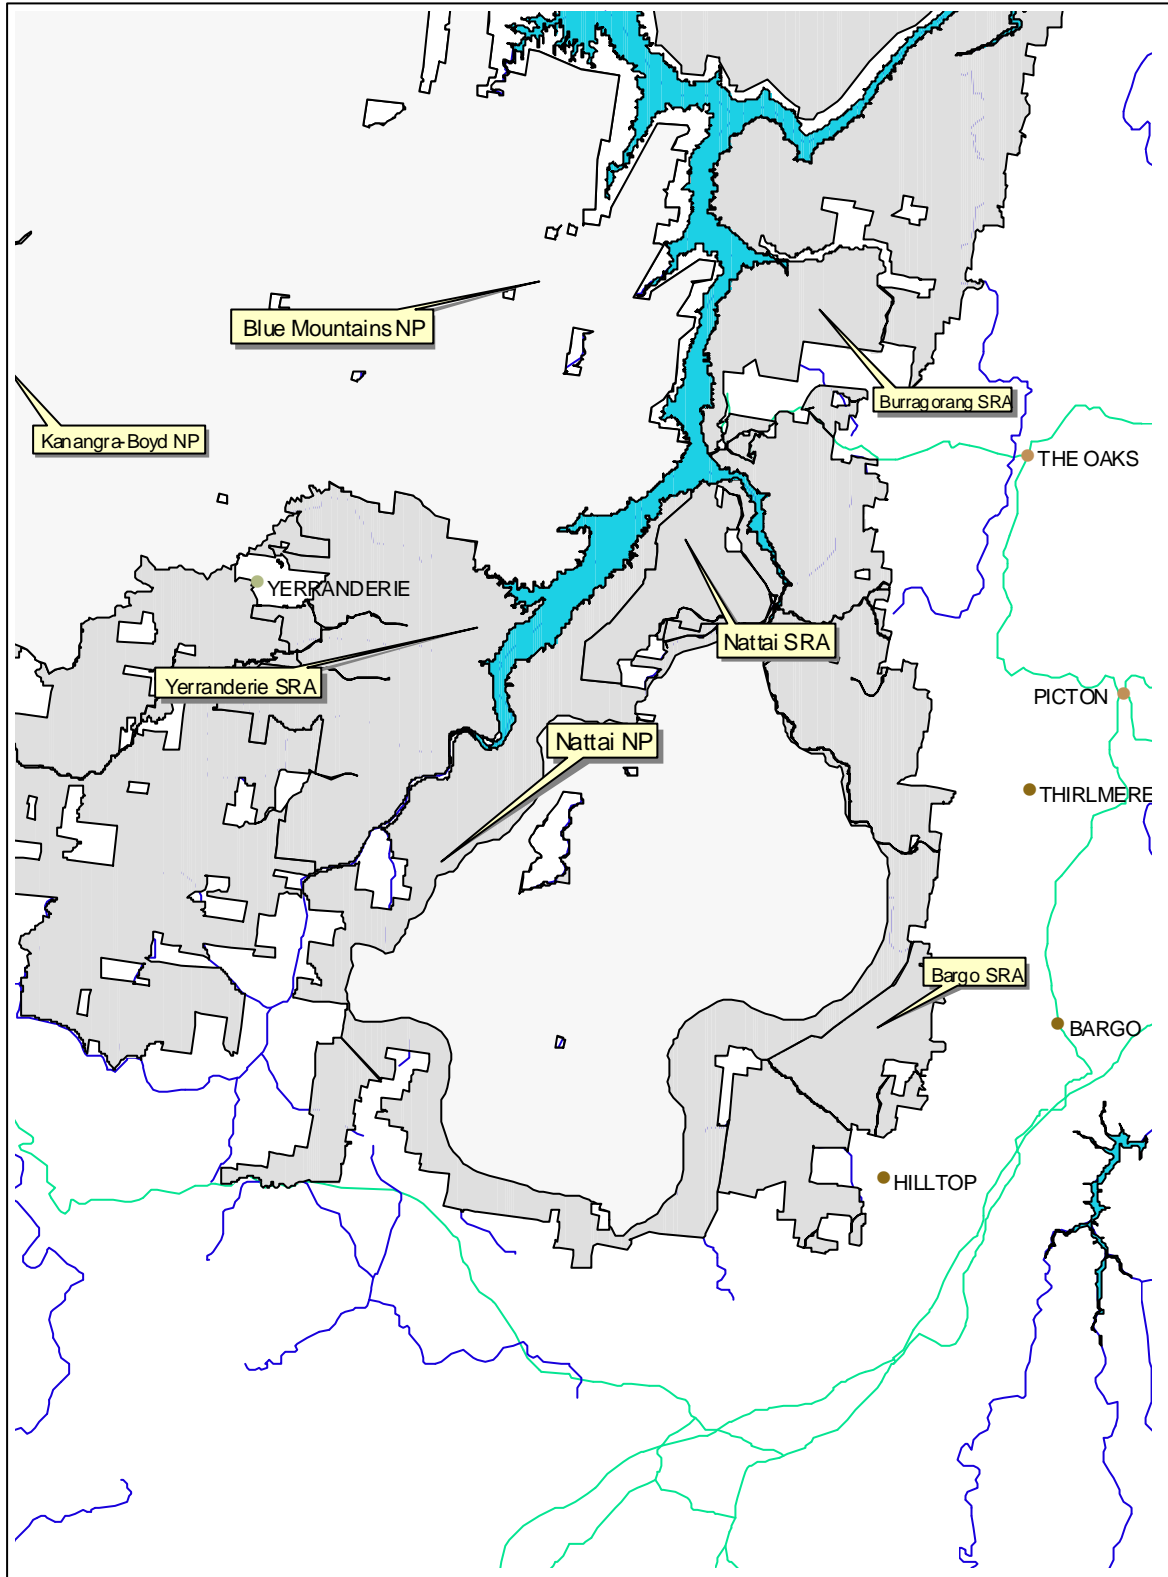 Blue Mountains NP
Burragorang SRA
Kanangra-Boyd NP
THE OAKS
YERRANDERIE
Nattai SRA
Yerranderie SRA
PICTON
Nattai NP
THIRLMERE
Bargo SRA
BARGO
HILLTOP